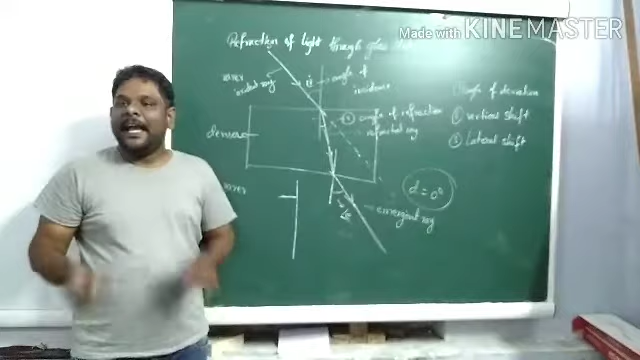 Made with KINEMASTER
Refraction of light through glass
rarer
incident ray
i
angle of
incidence
angle of deviation
② vertical shift
③ Lateral shift
angle of refraction
refracted ray
denser
rarer
d = 0°
emergent ray